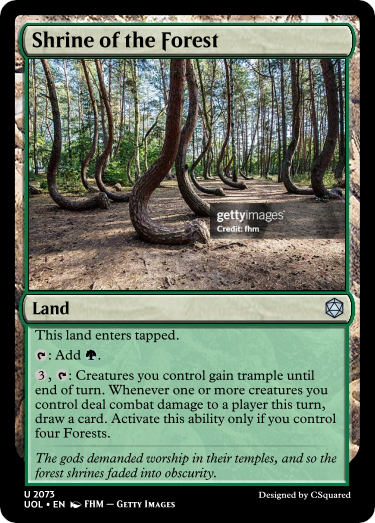 Shrine of the Forest
gettyimages
Credit: fhm
Land
This land enters tapped.
: Add .
3, : Creatures you control gain trample until
end of turn. Whenever one or more creatures you
control deal combat damage to a player this turn,
draw a card. Activate this ability only if you control
four Forests.
The gods demanded worship in their temples, and so the
forest shrines faded into obscurity.
U 2073
UOL • EN FHM — Getty Images
Designed by CSquared